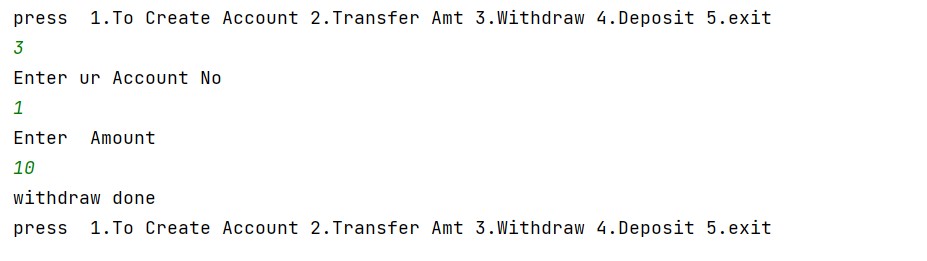 press  1.To Create Account 2.Transfer Amt 3.Withdraw 4.Deposit 5.exit
3
Enter ur Account No
1
Enter  Amount
10
withdraw done
press  1.To Create Account 2.Transfer Amt 3.Withdraw 4.Deposit 5.exit